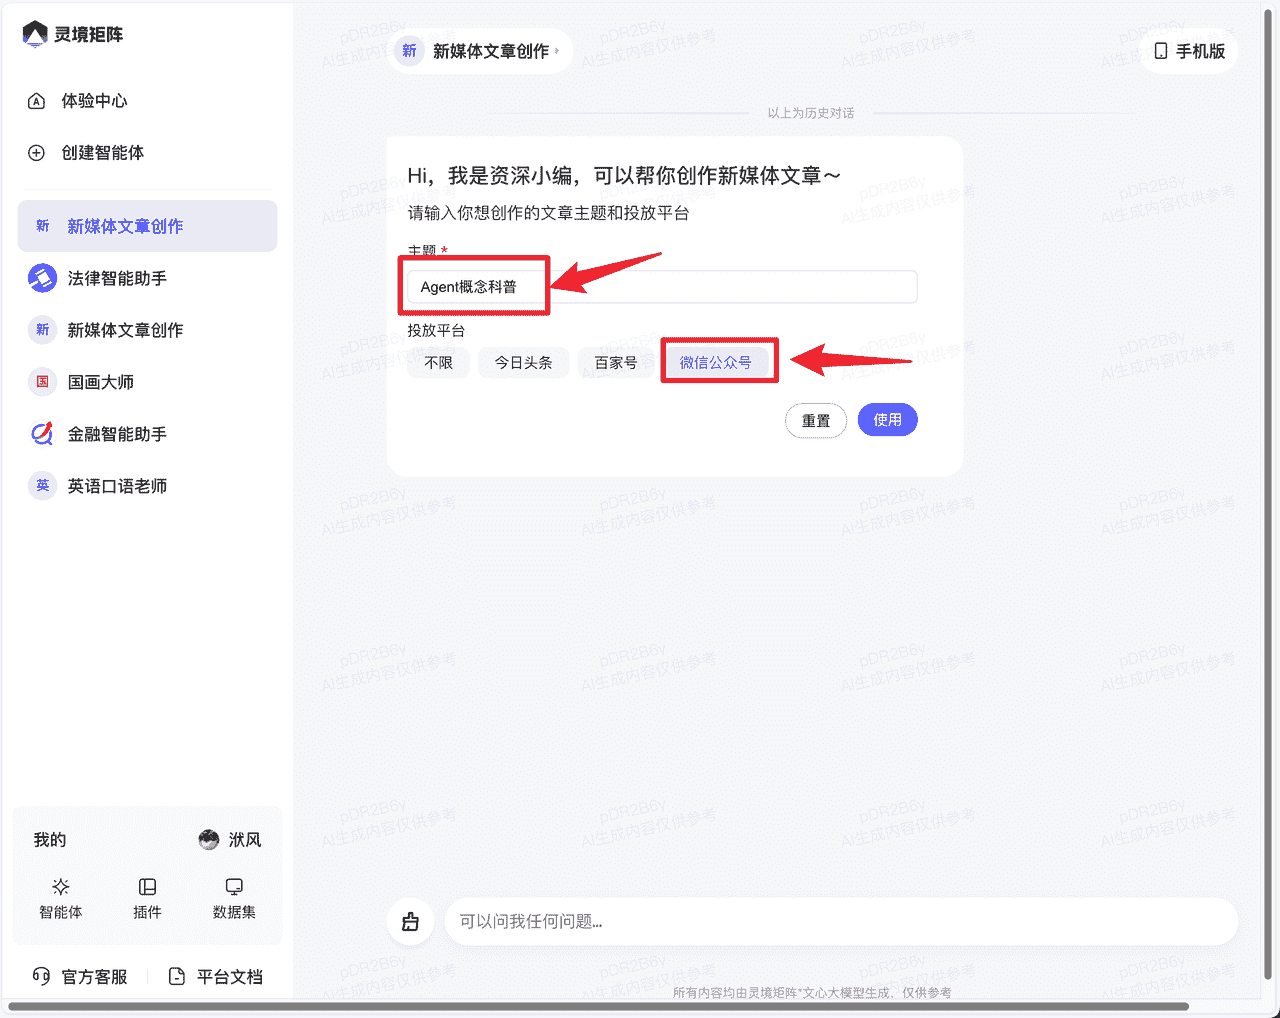 灵境矩阵
体验中心
创建智能体
新 新媒体文章创作
法律智能助手
新 新媒体文章创作
国 国画大师
金融智能助手
英 英语口语老师
我的 洑风
智能体 插件 数据集
官方客服 平台文档
新 新媒体文章创作
手机版
以上为历史对话
Hi，我是资深小编，可以帮你创作新媒体文章～
请输入你想创作的文章主题和投放平台
主题 *
Agent概念科普
投放平台
不限 今日头条 百家号 微信公众号
重置 使用
可以问我任何问题...
所有内容均由灵境矩阵*文心大模型生成，仅供参考
pDR2B6y
AI生成内容仅供参考